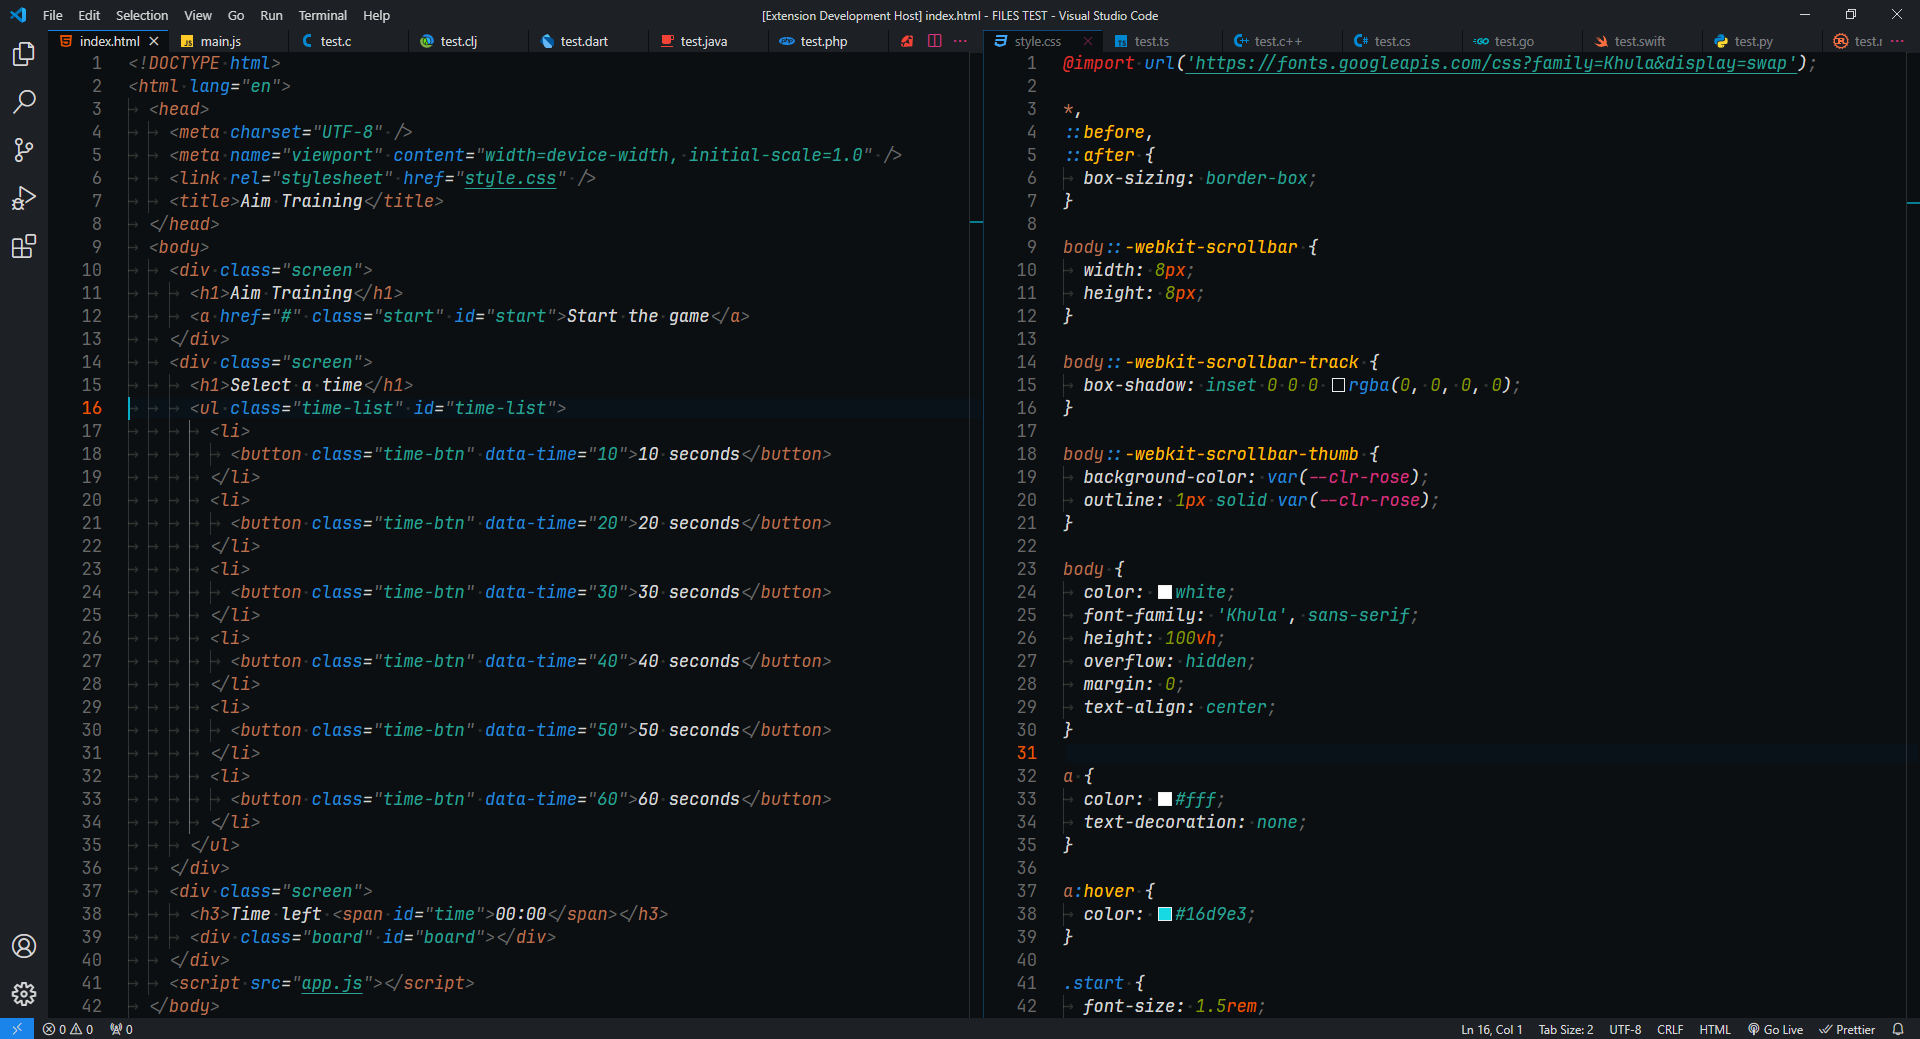 File Edit Selection View Go Run Terminal Help
[Extension Development Host] index.html - FILES TEST - Visual Studio Code
index.html main.js test.c test.clj test.dart test.java test.php
1 <!DOCTYPE html>
2 <html lang="en">
3 <head>
4 <meta charset="UTF-8" />
5 <meta name="viewport" content="width=device-width, initial-scale=1.0" />
6 <link rel="stylesheet" href="style.css" />
7 <title>Aim Training</title>
8 </head>
9 <body>
10 <div class="screen">
11 <h1>Aim Training</h1>
12 <a href="#" class="start" id="start">Start the game</a>
13 </div>
14 <div class="screen">
15 <h1>Select a time</h1>
16 <ul class="time-list" id="time-list">
17 <li>
18 <button class="time-btn" data-time="10">10 seconds</button>
19 </li>
20 <li>
21 <button class="time-btn" data-time="20">20 seconds</button>
22 </li>
23 <li>
24 <button class="time-btn" data-time="30">30 seconds</button>
25 </li>
26 <li>
27 <button class="time-btn" data-time="40">40 seconds</button>
28 </li>
29 <li>
30 <button class="time-btn" data-time="50">50 seconds</button>
31 </li>
32 <li>
33 <button class="time-btn" data-time="60">60 seconds</button>
34 </li>
35 </ul>
36 </div>
37 <div class="screen">
38 <h3>Time left <span id="time">00:00</span></h3>
39 <div class="board" id="board"></div>
40 </div>
41 <script src="app.js"></script>
42 </body>
style.css test.ts test.c++ test.cs test.go test.swift test.py test.r
1 @import url('https://fonts.googleapis.com/css?family=Khula&display=swap');
2
3 *,
4 ::before,
5 ::after {
6 box-sizing: border-box;
7 }
8
9 body::-webkit-scrollbar {
10 width: 8px;
11 height: 8px;
12 }
13
14 body::-webkit-scrollbar-track {
15 box-shadow: inset 0 0 0 rgba(0, 0, 0, 0);
16 }
17
18 body::-webkit-scrollbar-thumb {
19 background-color: var(--clr-rose);
20 outline: 1px solid var(--clr-rose);
21 }
22
23 body {
24 color: white;
25 font-family: 'Khula', sans-serif;
26 height: 100vh;
27 overflow: hidden;
28 margin: 0;
29 text-align: center;
30 }
31
32 a {
33 color: #fff;
34 text-decoration: none;
35 }
36
37 a:hover {
38 color: #16d9e3;
39 }
40
41 .start {
42 font-size: 1.5rem;
0 0 0
Ln 16, Col 1 Tab Size: 2 UTF-8 CRLF HTML Go Live Prettier